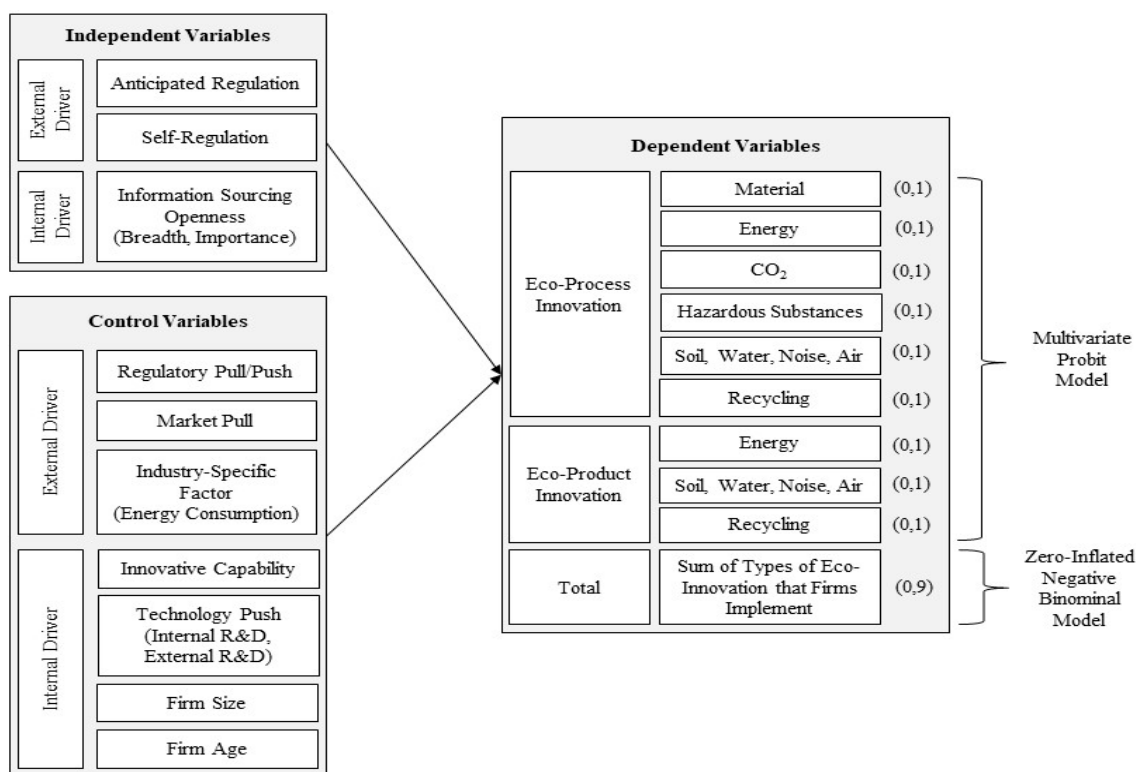 Independent Variables
External
Driver
Anticipated Regulation
Self-Regulation
Internal
Driver
Information Sourcing
Openness
(Breadth, Importance)
Control Variables
External Driver
Regulatory Pull/Push
Market Pull
Industry-Specific
Factor
(Energy Consumption)
Internal Driver
Innovative Capability
Technology Push
(Internal R&D,
External R&D)
Firm Size
Firm Age
Dependent Variables
Eco-Process
Innovation
Material (0,1)
Energy (0,1)
CO₂ (0,1)
Hazardous Substances (0,1)
Soil, Water, Noise, Air (0,1)
Recycling (0,1)
Eco-Product
Innovation
Energy (0,1)
Soil, Water, Noise, Air (0,1)
Recycling (0,1)
Total
Sum of Types of Eco-
Innovation that Firms
Implement
(0,9)
Multivariate
Probit
Model
Zero-Inflated
Negative
Binominal
Model